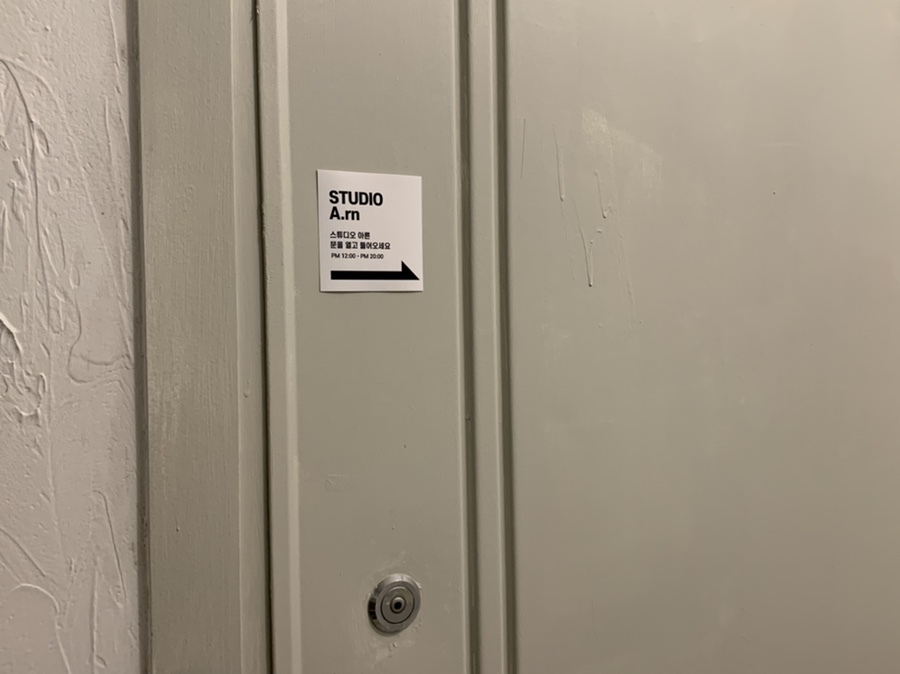 STUDIO
A.rn
스튜디오 아른
문을 열고 들어오세요
PM 12:00 - PM 20:00